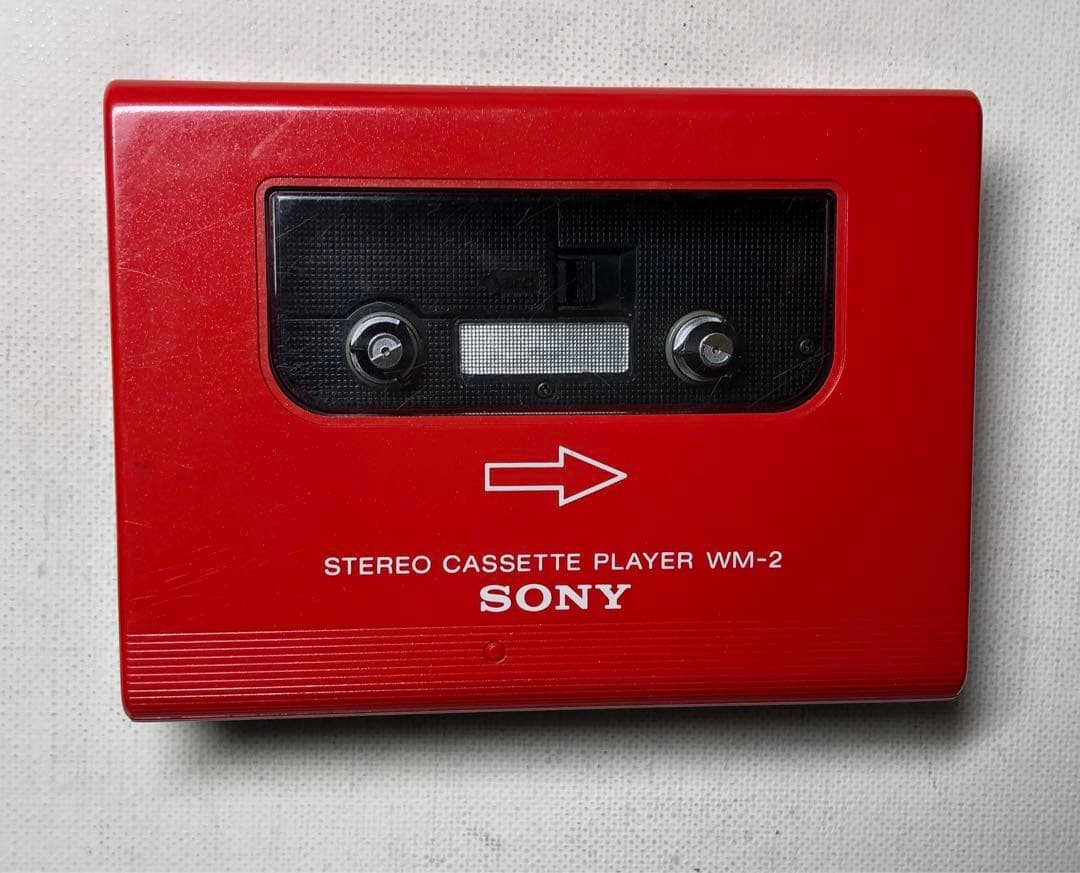 STEREO CASSETTE PLAYER WM-2
SONY